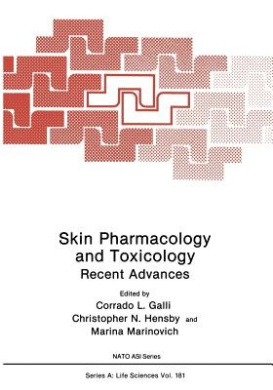 Skin Pharmacology
and Toxicology
Recent Advances
Edited by
Corrado L. Galli
Christopher N. Hensby and
Marina Marinovich
NATO ASI Series
Series A: Life Sciences Vol. 181